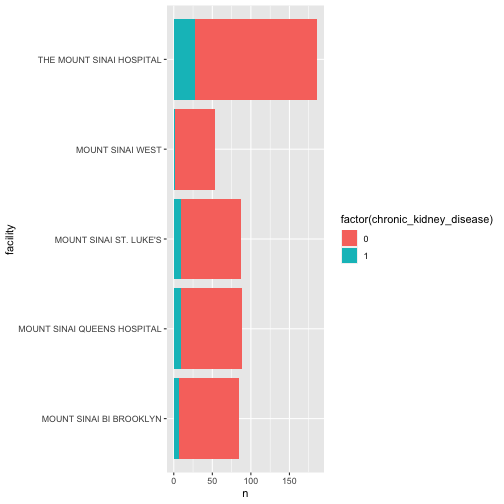 THE MOUNT SINAI HOSPITAL
MOUNT SINAI WEST
MOUNT SINAI ST. LUKE'S
MOUNT SINAI QUEENS HOSPITAL
MOUNT SINAI BI BROOKLYN
facility
0 50 100 150
n
factor(chronic_kidney_disease)
0
1